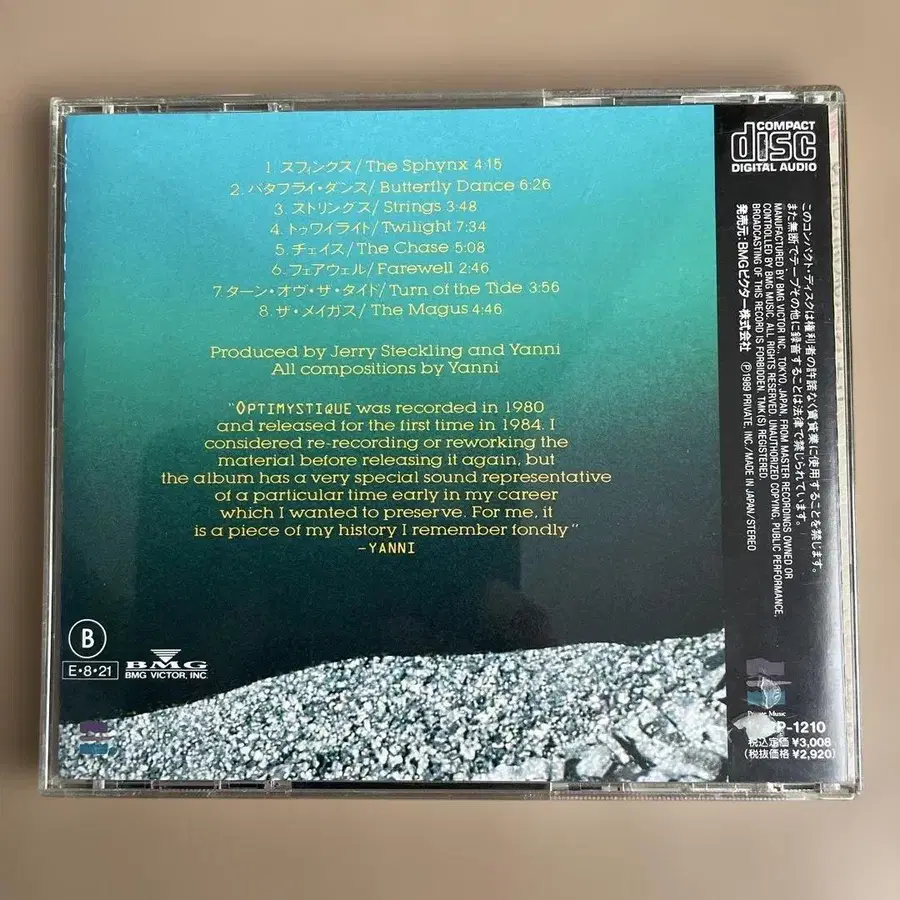 1. スフィンクス/The Sphynx 4:15
2. バタフライ・ダンス/Butterfly Dance 6:26
3. ストリングス/Strings 3:48
4. トゥワイライト/Twilight 7:34
5. チェイス/The Chase 5:08
6. フェアウェル/Farewell 2:46
7.ターン・オヴ・ザ・タイド/Turn of the Tide 3:56
8. ザ・メイガス/The Magus 4:46
Produced by Jerry Steckling and Yanni
All compositions by Yanni
"OPTIMYSTIQUE was recorded in 1980
and released for the first time in 1984. I
considered re-recording or reworking the
material before releasing it again, but
the album has a very special sound representative
of a particular time early in my career
which I wanted to preserve. For me, it
is a piece of my history I remember fondly"
-YANNI
B
E・8・21
BMG
BMG VICTOR, INC.
COMPACT
disc
DIGITAL AUDIO
このコンパクト・ディスクは権利者の許諾なく賃貸業に使用することを禁じます。
また無断でテープその他に録音することは法律で禁じられています。
MANUFACTURED BY BMG VICTOR, INC., TOKYO, JAPAN. FROM MASTER RECORDINGS OWNED OR
CONTROLLED BY BMG MUSIC. ALL RIGHTS RESERVED. UNAUTHORIZED COPYING, PUBLIC PERFORMANCE,
BROADCASTING OF THIS RECORD IS FORBIDDEN. TMK(S) REGISTERED.
発売元:BMGビクター株式会社 Ⓟ1989 PRIVATE, INC./MADE IN JAPAN/STEREO
Private Music
P-1210
税込定価 ¥3,008
(税抜価格 ¥2,920)